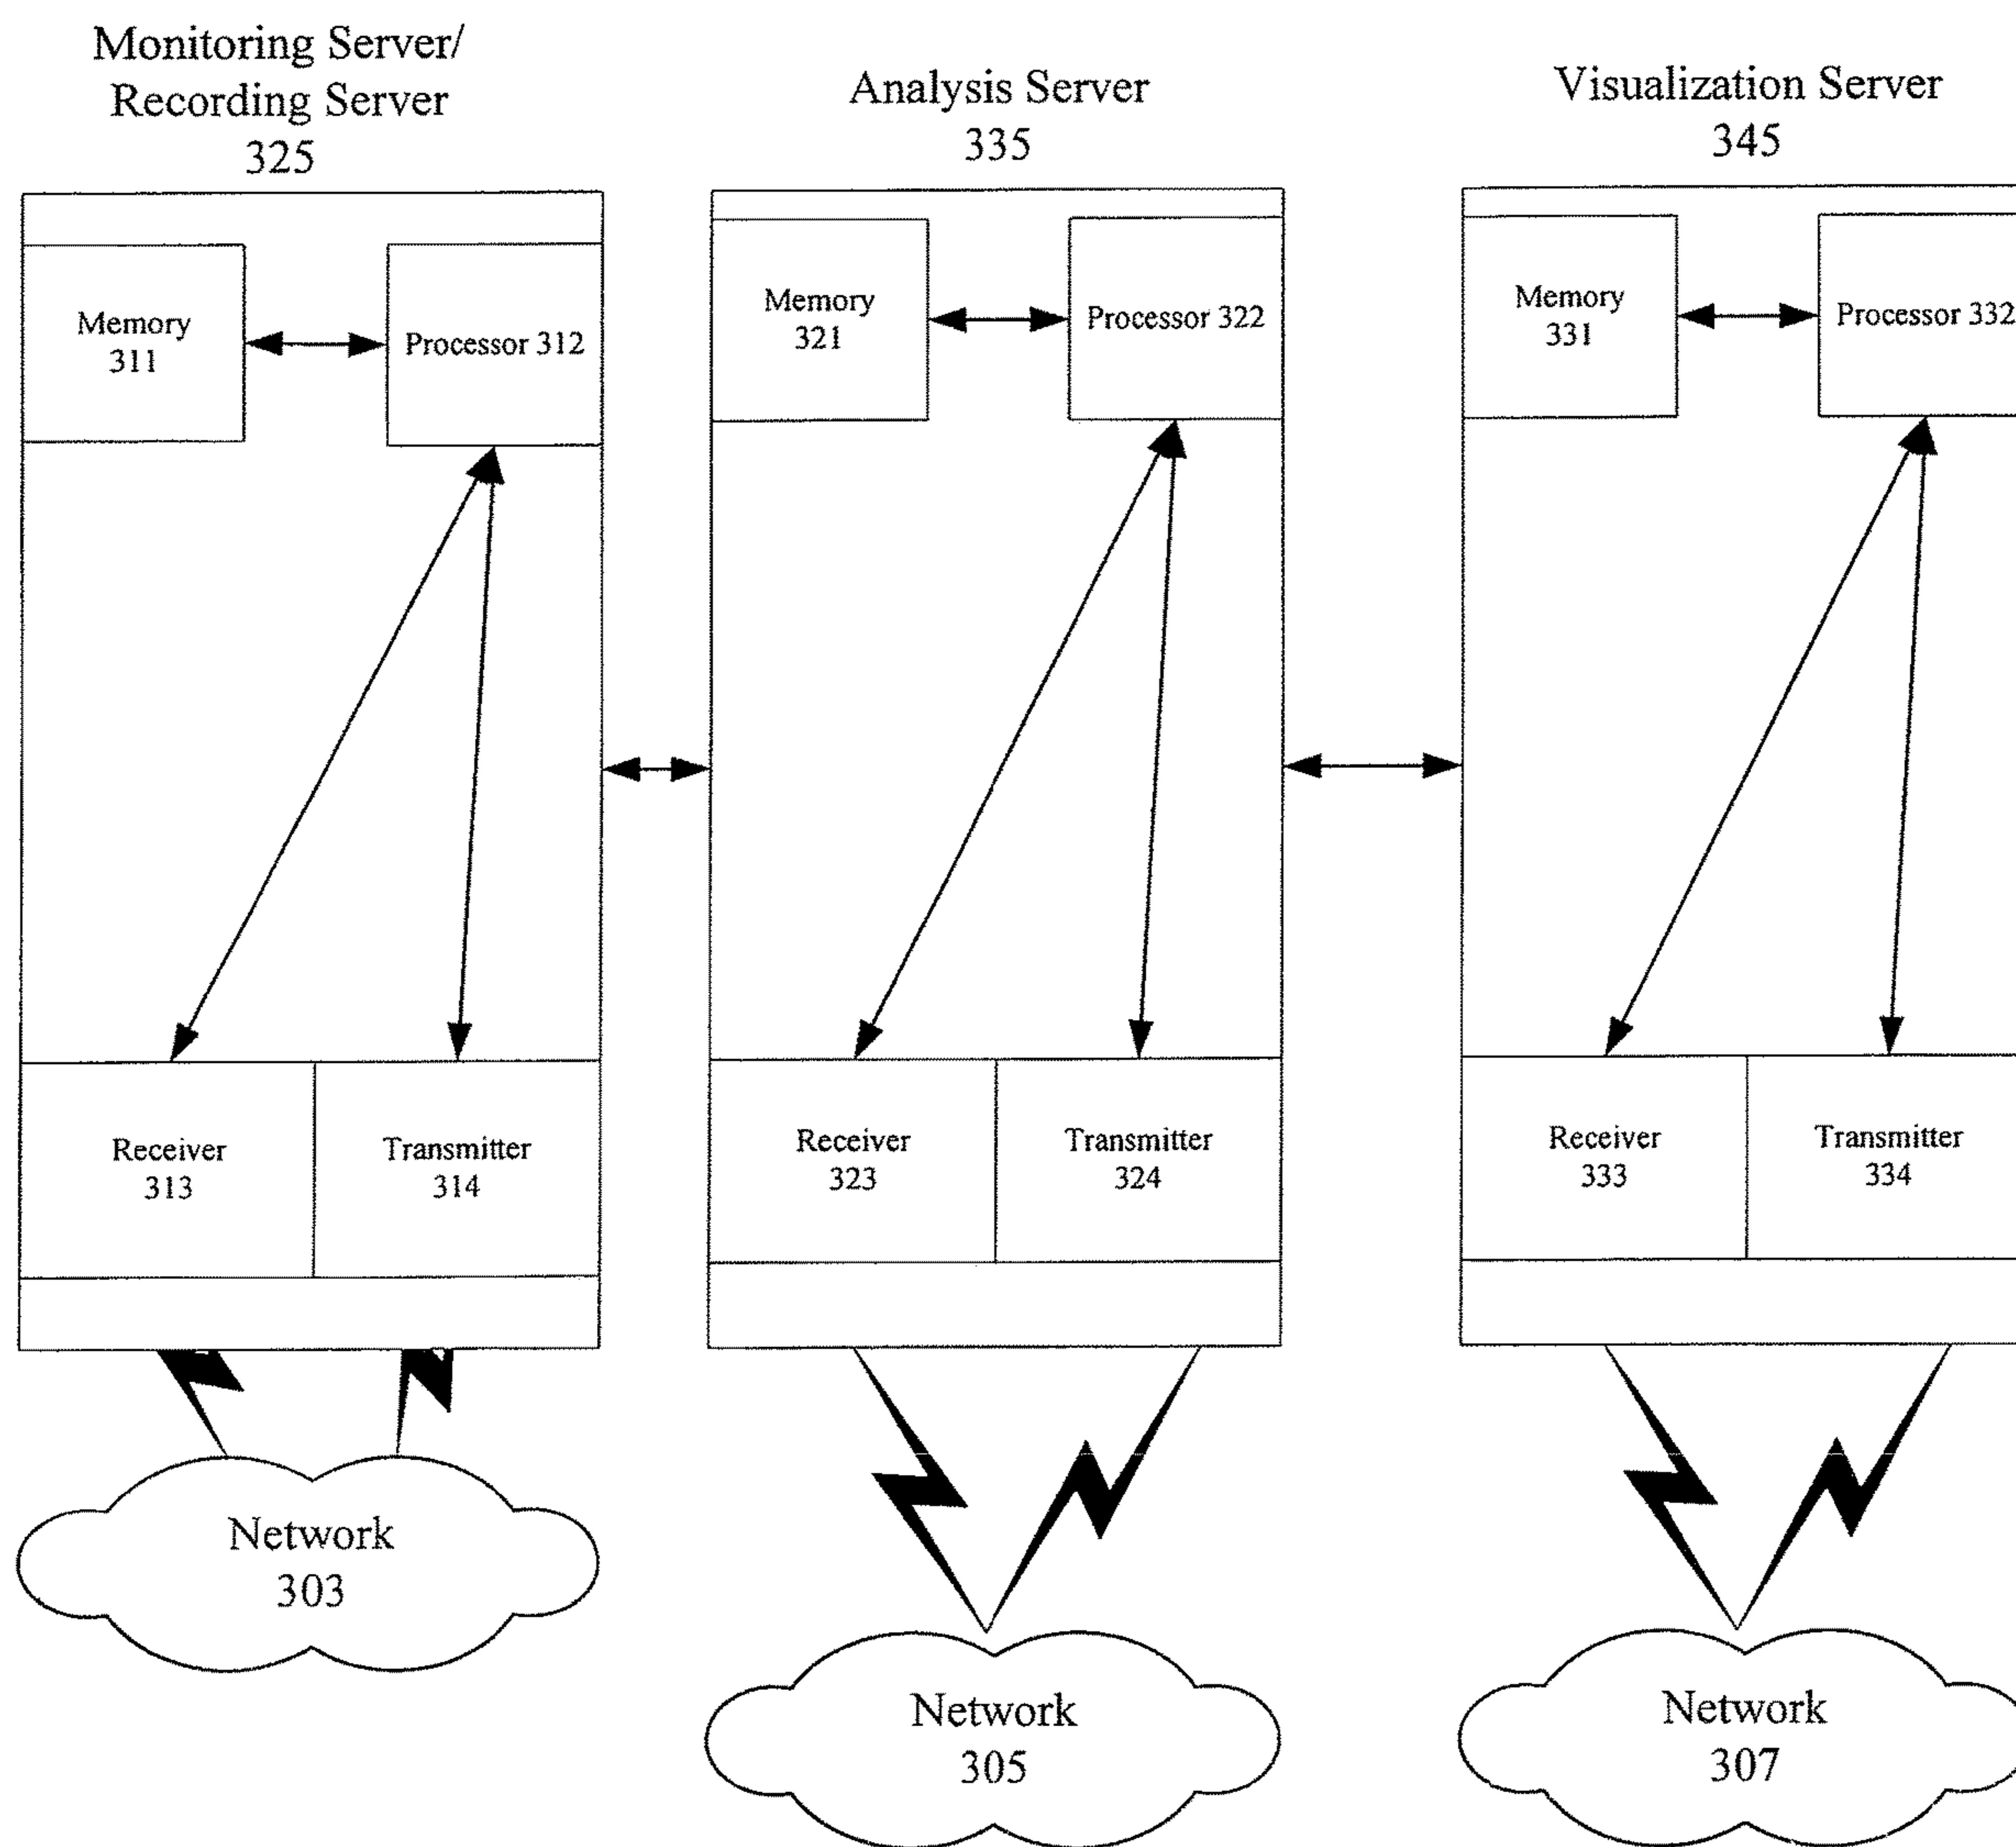 Monitoring Server/
Recording Server
325
Analysis Server
335
Visualization Server
345
Memory
311
Processor 312
Memory
321
Processor 322
Memory
331
Processor 332
Receiver
313
Transmitter
314
Receiver
323
Transmitter
324
Receiver
333
Transmitter
334
Network
303
Network
305
Network
307